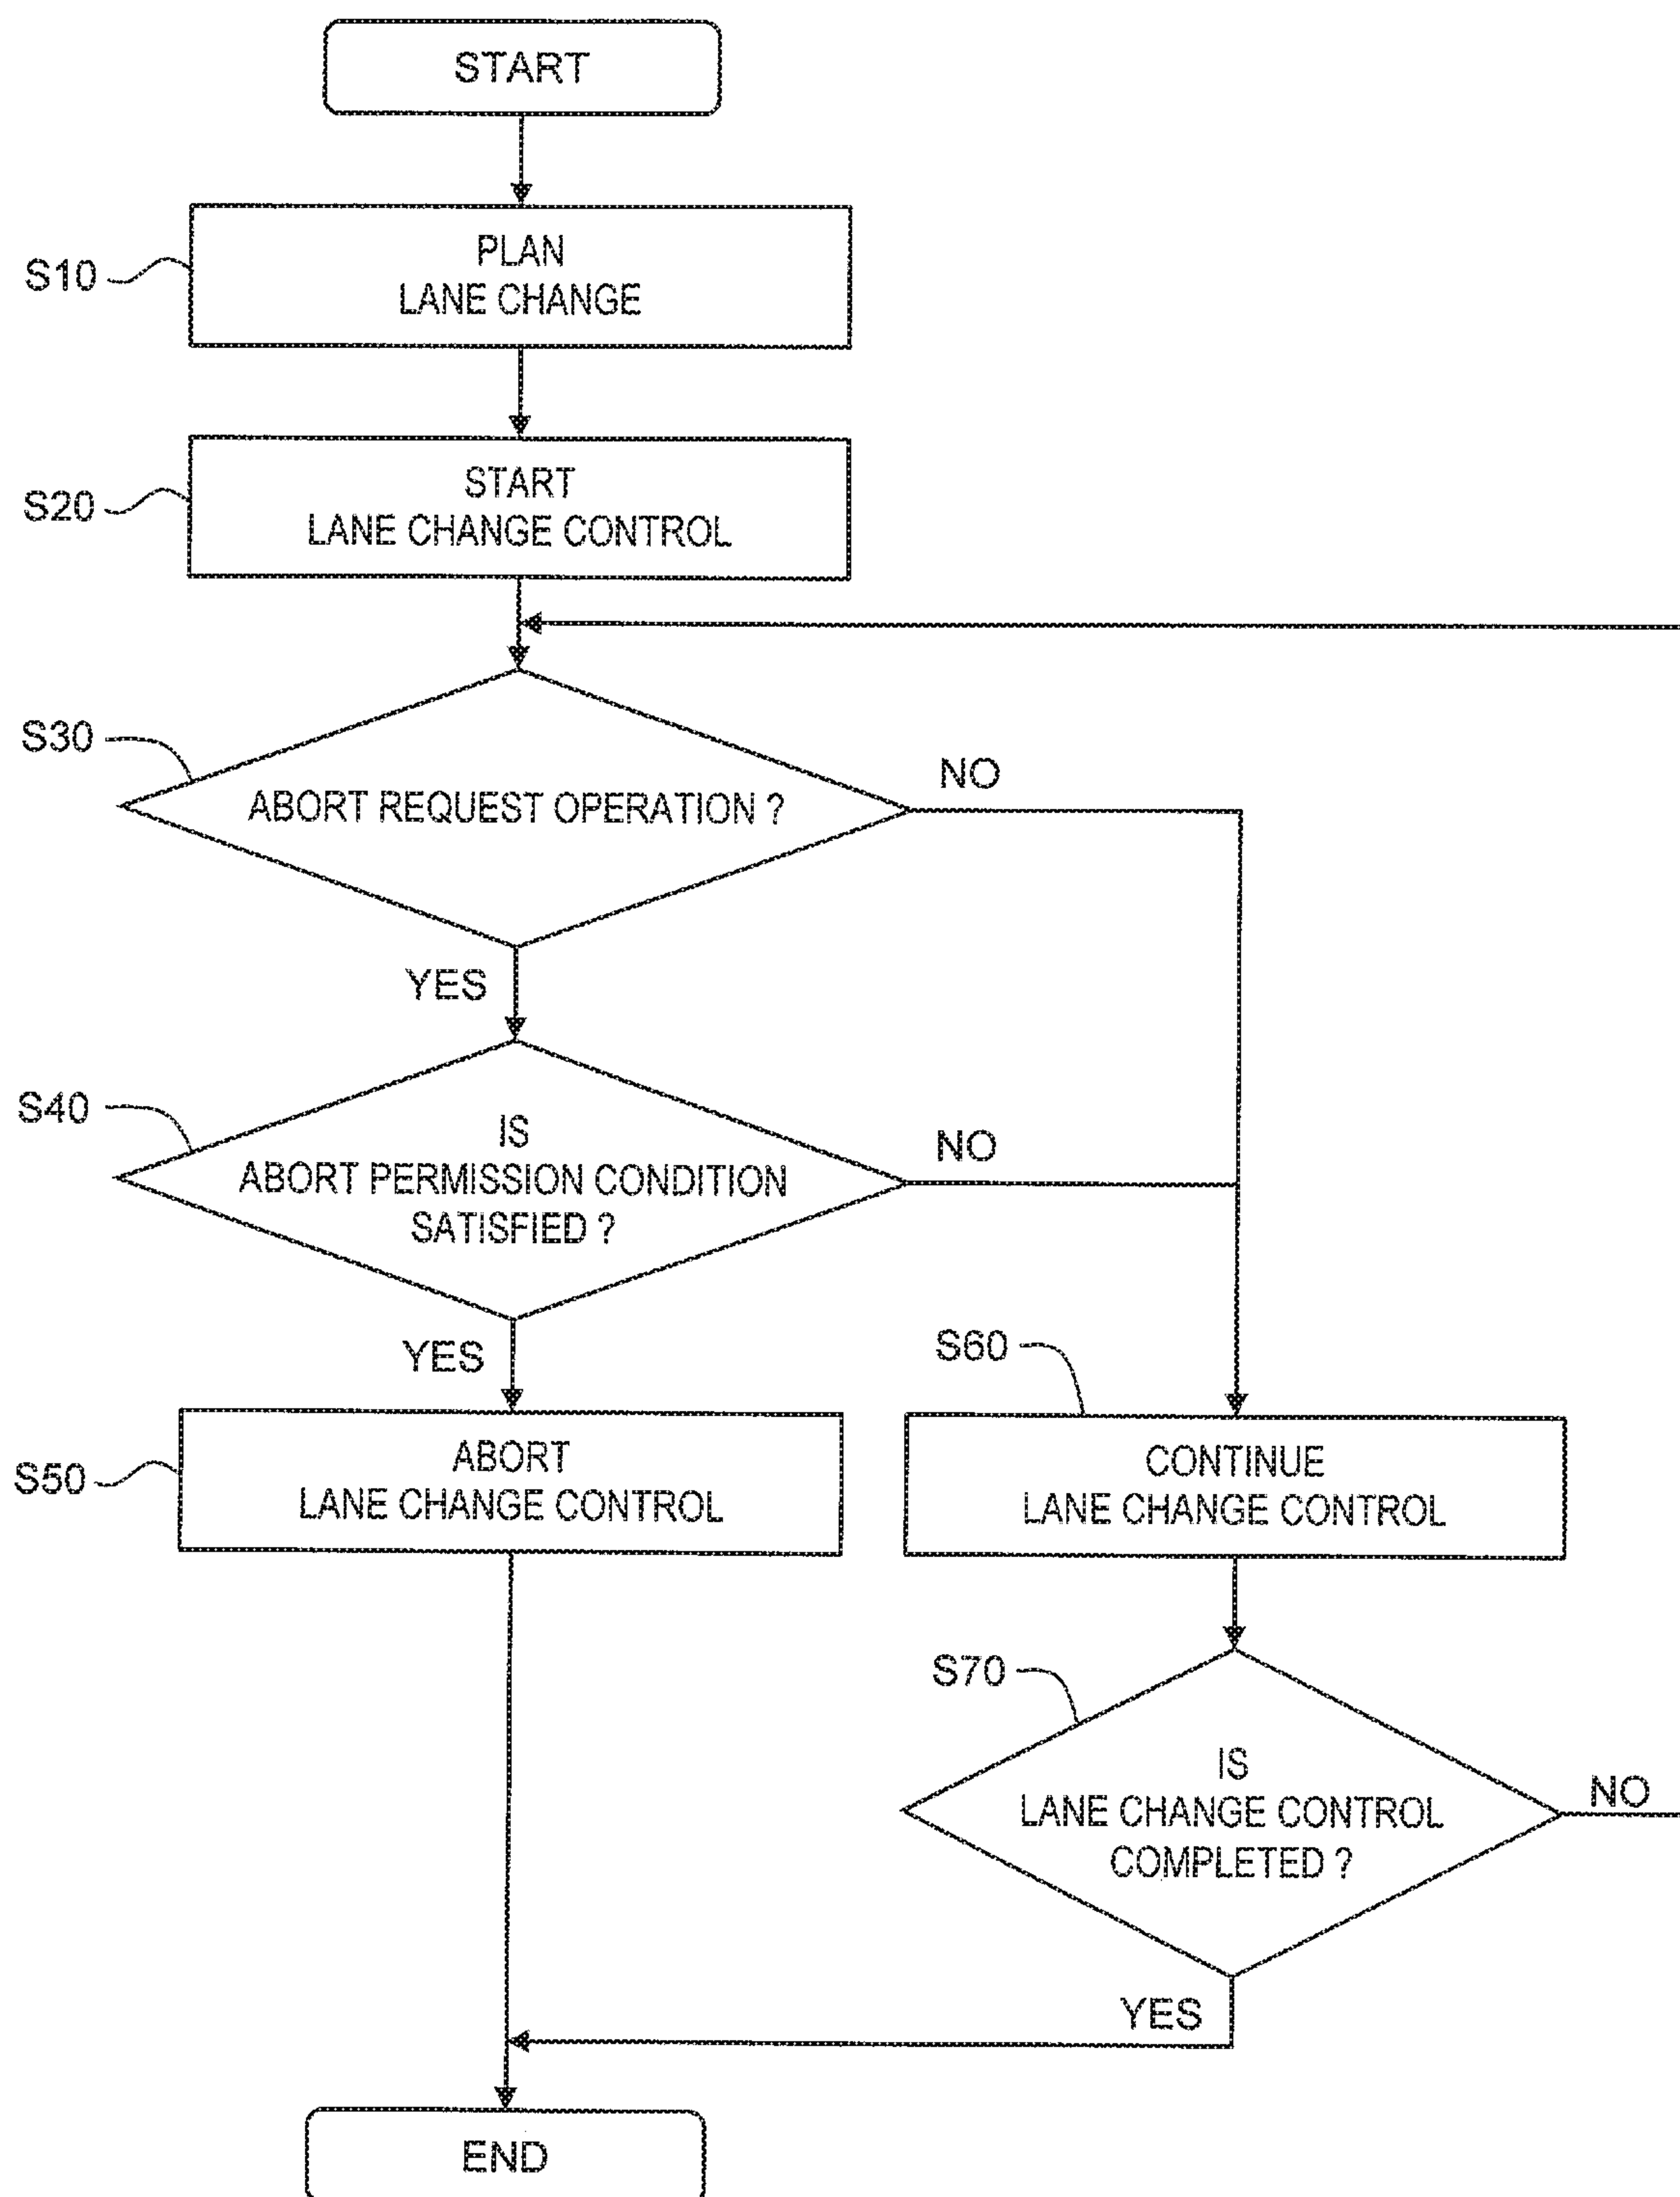 START
S10
PLAN
LANE CHANGE
S20
START
LANE CHANGE CONTROL
S30
ABORT REQUEST OPERATION ?
NO
YES
S40
IS
ABORT PERMISSION CONDITION
SATISFIED ?
NO
YES
S50
ABORT
LANE CHANGE CONTROL
S60
CONTINUE
LANE CHANGE CONTROL
S70
IS
LANE CHANGE CONTROL
COMPLETED ?
NO
YES
END